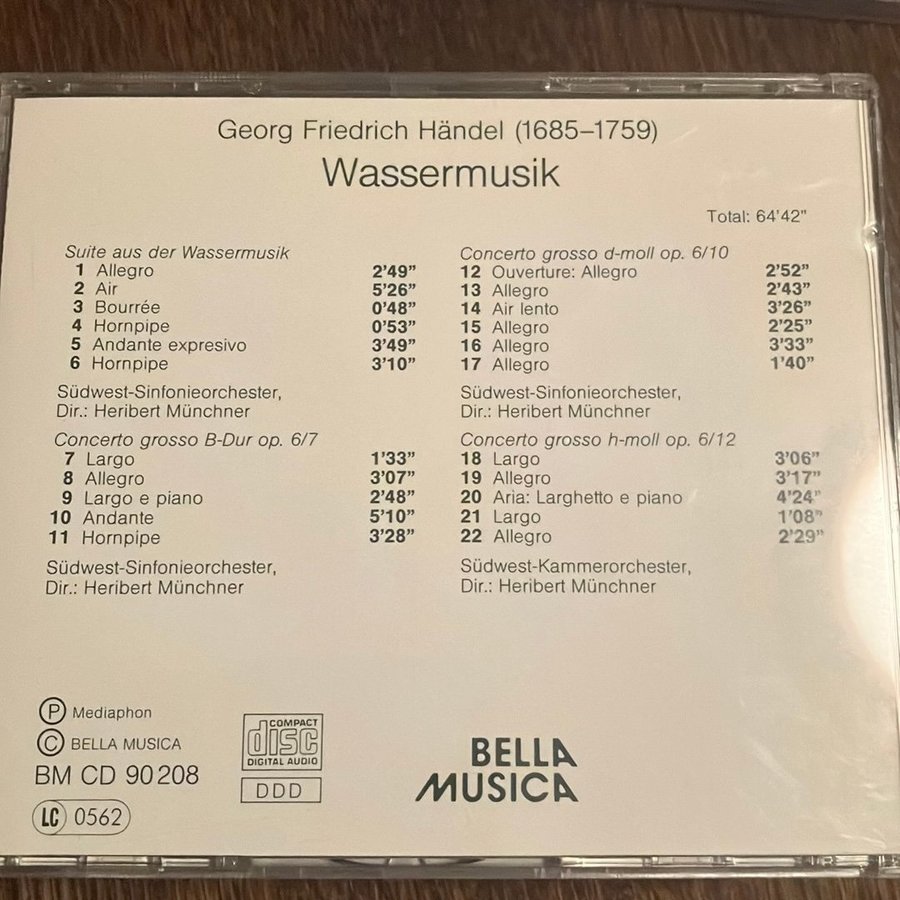 Georg Friedrich Händel (1685–1759)
Wassermusik
Total: 64'42"
Suite aus der Wassermusik
1 Allegro 2'49"
2 Air 5'26"
3 Bourrée 0'48"
4 Hornpipe 0'53"
5 Andante expresivo 3'49"
6 Hornpipe 3'10"
Südwest-Sinfonieorchester,
Dir.: Heribert Münchner
Concerto grosso B-Dur op. 6/7
7 Largo 1'33"
8 Allegro 3'07"
9 Largo e piano 2'48"
10 Andante 5'10"
11 Hornpipe 3'28"
Südwest-Sinfonieorchester,
Dir.: Heribert Münchner
Concerto grosso d-moll op. 6/10
12 Ouverture: Allegro 2'52"
13 Allegro 2'43"
14 Air lento 3'26"
15 Allegro 2'25"
16 Allegro 3'33"
17 Allegro 1'40"
Südwest-Sinfonieorchester,
Dir.: Heribert Münchner
Concerto grosso h-moll op. 6/12
18 Largo 3'06"
19 Allegro 3'17"
20 Aria: Larghetto e piano 4'24"
21 Largo 1'08"
22 Allegro 2'29"
Südwest-Kammerorchester,
Dir.: Heribert Münchner
Ⓟ Mediaphon
© BELLA MUSICA
BM CD 90 208
LC 0562
COMPACT
disc
DIGITAL AUDIO
DDD
BELLA
MUSICA